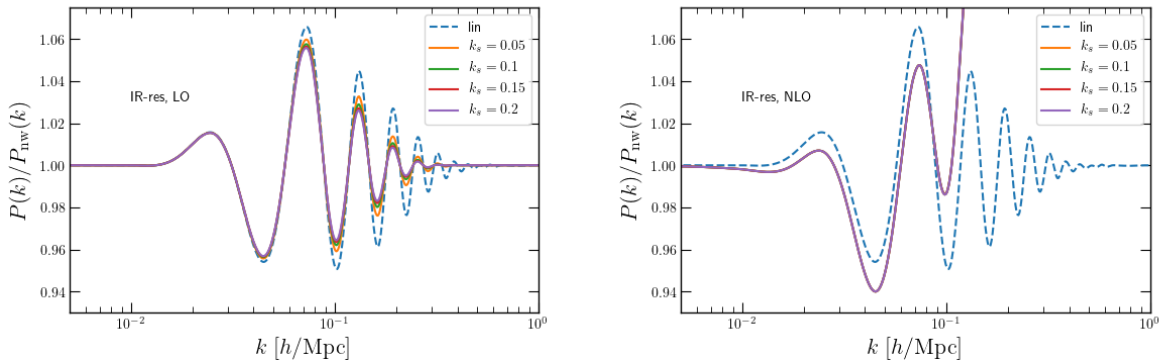 P(k)/P_nw(k)
1.06
1.04
1.02
1.00
0.98
0.96
0.94
IR-res, LO
lin
k_s = 0.05
k_s = 0.1
k_s = 0.15
k_s = 0.2
10^-2
10^-1
10^0
k [h/Mpc]
P(k)/P_nw(k)
1.06
1.04
1.02
1.00
0.98
0.96
0.94
IR-res, NLO
lin
k_s = 0.05
k_s = 0.1
k_s = 0.15
k_s = 0.2
10^-2
10^-1
10^0
k [h/Mpc]